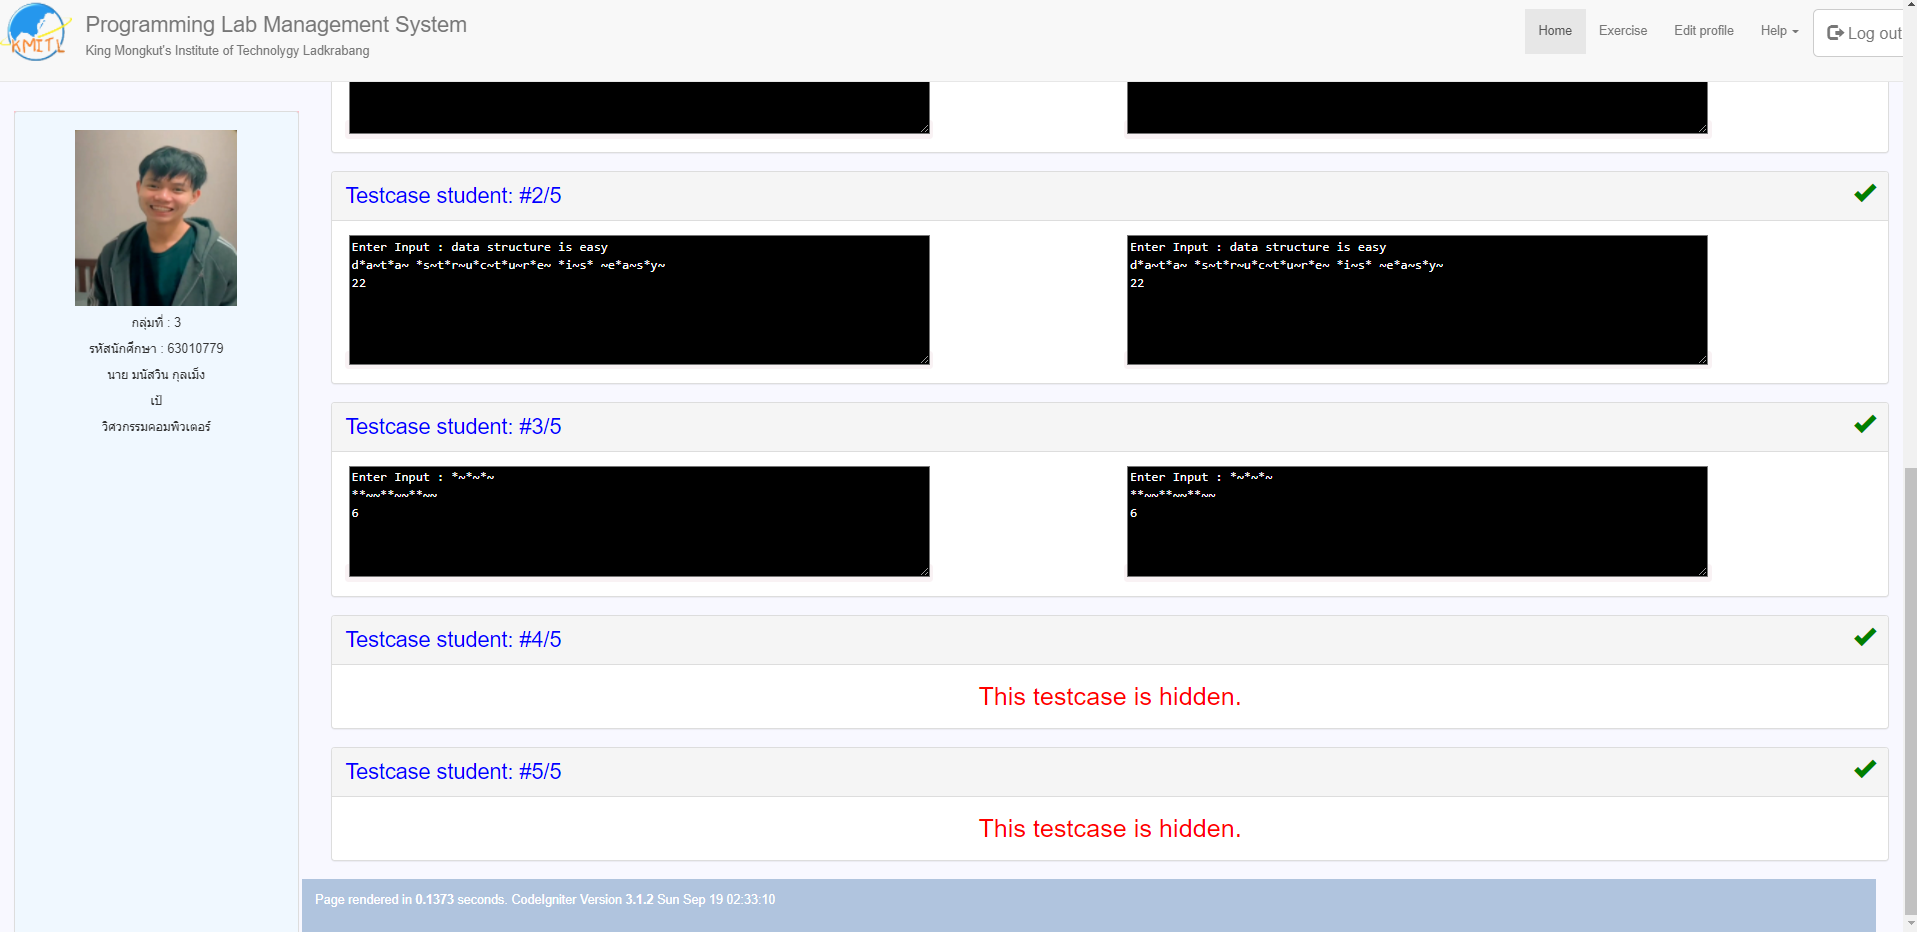 KMITL
Programming Lab Management System
King Mongkut's Institute of Technolygy Ladkrabang
Home
Exercise
Edit profile
Help
Log out
กลุ่มที่ : 3
รหัสนักศึกษา : 63010779
นาย มนัสวิน กุลเม็ง
เป้
วิศวกรรมคอมพิวเตอร์
Testcase student: #2/5
Enter Input : data structure is easy
d*a~t*a~ *s~t*r~u*c~t*u~r*e~ *i~s* ~e*a~s*y~
22
Enter Input : data structure is easy
d*a~t*a~ *s~t*r~u*c~t*u~r*e~ *i~s* ~e*a~s*y~
22
Testcase student: #3/5
Enter Input : *~*~*~
**~~**~~**~~
6
Enter Input : *~*~*~
**~~**~~**~~
6
Testcase student: #4/5
This testcase is hidden.
Testcase student: #5/5
This testcase is hidden.
Page rendered in 0.1373 seconds. CodeIgniter Version 3.1.2 Sun Sep 19 02:33:10